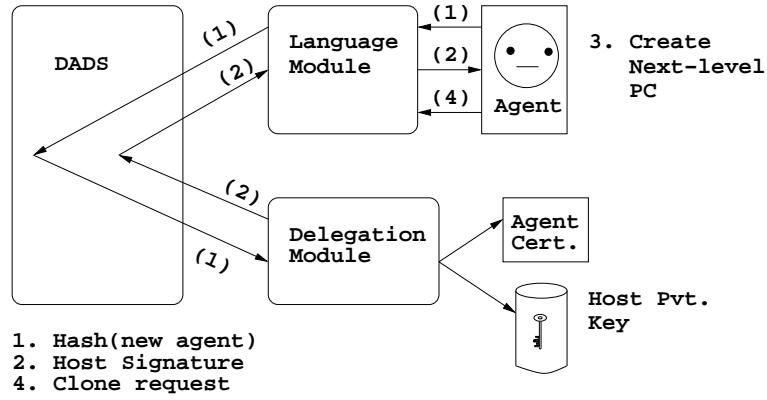 DADS
(1)
(2)
(2)
(1)
Language
Module
(1)
(2)
(4)
Agent
3. Create
Next-level
PC
Delegation
Module
Agent
Cert.
Host Pvt.
Key
1. Hash(new agent)
2. Host Signature
4. Clone request